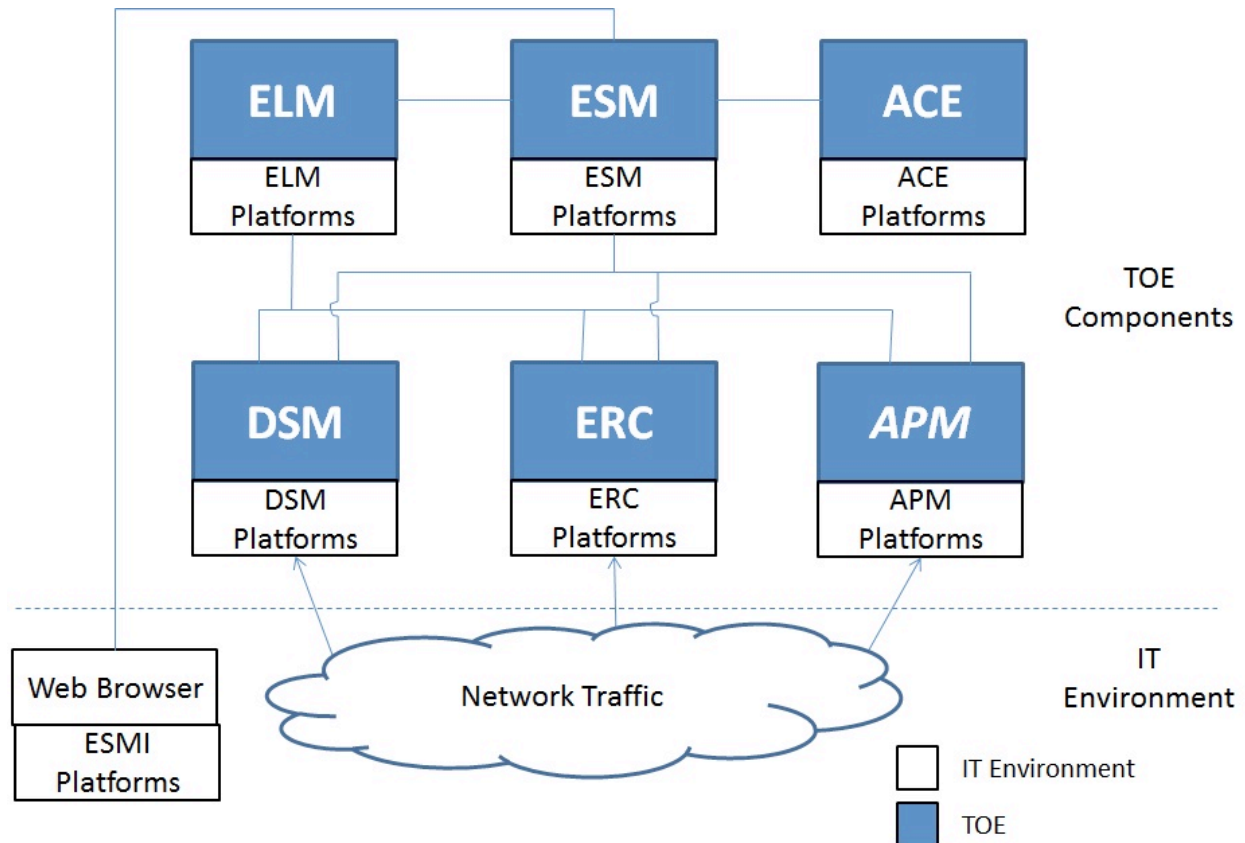 ELM
ESM
ACE
ELM
Platforms
ESM
Platforms
ACE
Platforms
TOE
Components
DSM
ERC
APM
DSM
Platforms
ERC
Platforms
APM
Platforms
Web Browser
ESMI
Platforms
Network Traffic
IT
Environment
IT Environment
TOE